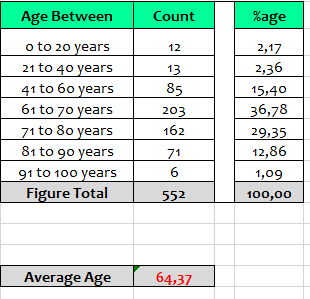 Age Between Count %age
0 to 20 years 12 2,17
21 to 40 years 13 2,36
41 to 60 years 85 15,40
61 to 70 years 203 36,78
71 to 80 years 162 29,35
81 to 90 years 71 12,86
91 to 100 years 6 1,09
Figure Total 552 100,00
Average Age 64,37